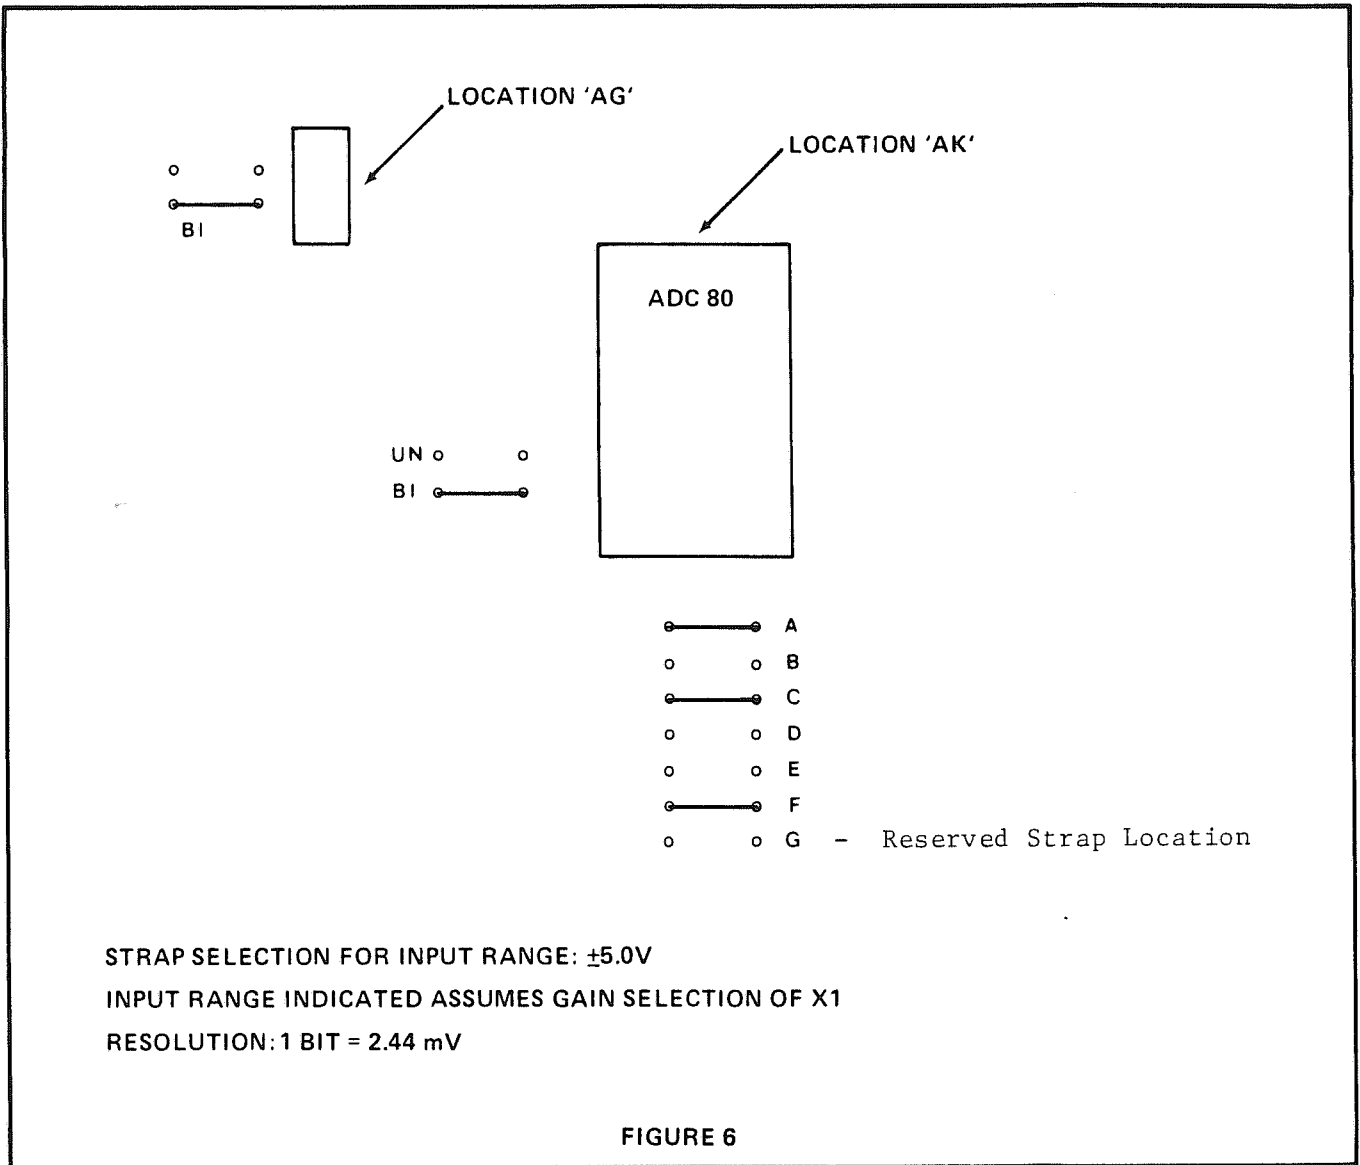 LOCATION 'AG'
LOCATION 'AK'
BI
ADC 80
UN
BI
A
B
C
D
E
F
G - Reserved Strap Location
STRAP SELECTION FOR INPUT RANGE: ±5.0V
INPUT RANGE INDICATED ASSUMES GAIN SELECTION OF X1
RESOLUTION: 1 BIT = 2.44 mV
FIGURE 6